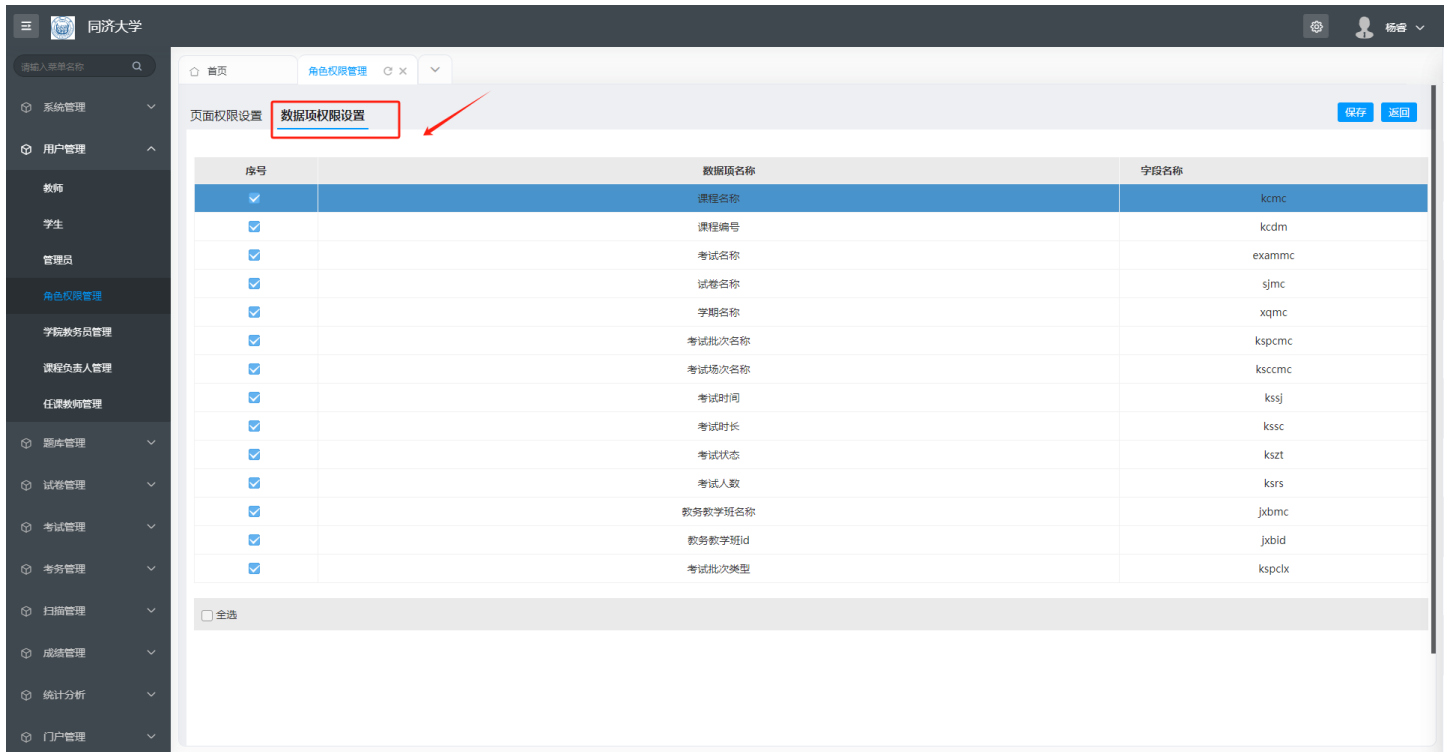 同济大学
杨睿
请输入菜单名称
首页
角色权限管理
系统管理
用户管理
教师
学生
管理员
角色权限管理
学院教务员管理
课程负责人管理
任课教师管理
题库管理
试卷管理
考试管理
考务管理
扫描管理
成绩管理
统计分析
门户管理
页面权限设置 数据项权限设置
保存 返回
序号 数据项名称 字段名称
课程名称 kcmc
课程编号 kcdm
考试名称 exammc
试卷名称 sjmc
学期名称 xqmc
考试批次名称 kspcmc
考试场次名称 ksccmc
考试时间 kssj
考试时长 kssc
考试状态 kszt
考试人数 ksrs
教务教学班名称 jxbmc
教务教学班id jxbid
考试批次类型 kspclx
全选